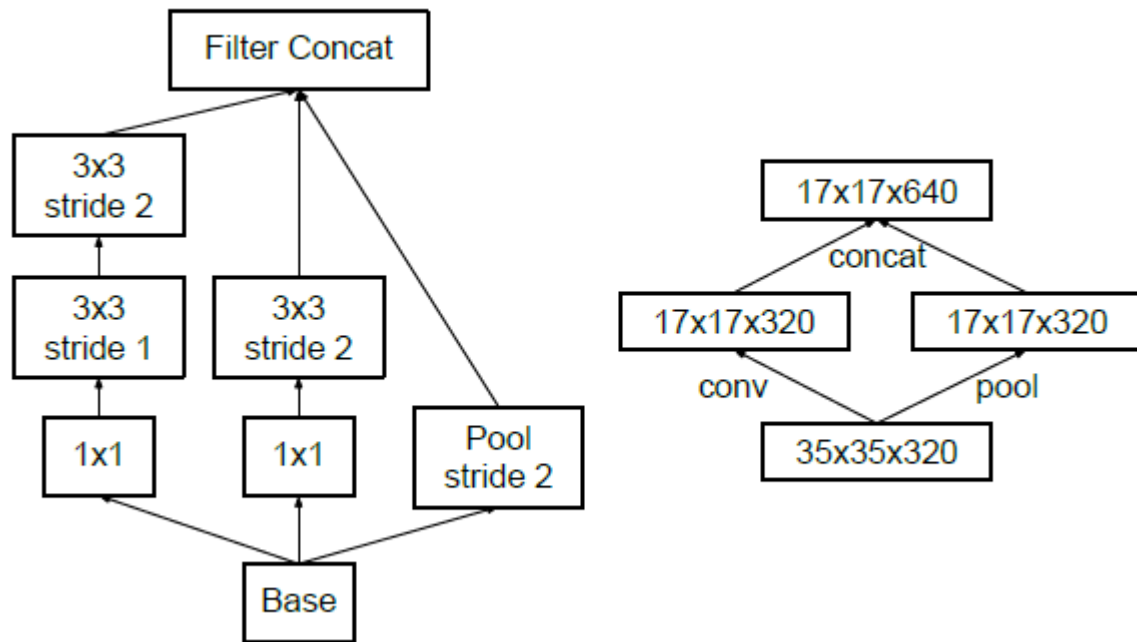 Filter Concat
3x3
stride 2
3x3
stride 1
3x3
stride 2
1x1
1x1
Pool
stride 2
Base
17x17x640
concat
17x17x320
17x17x320
conv
pool
35x35x320